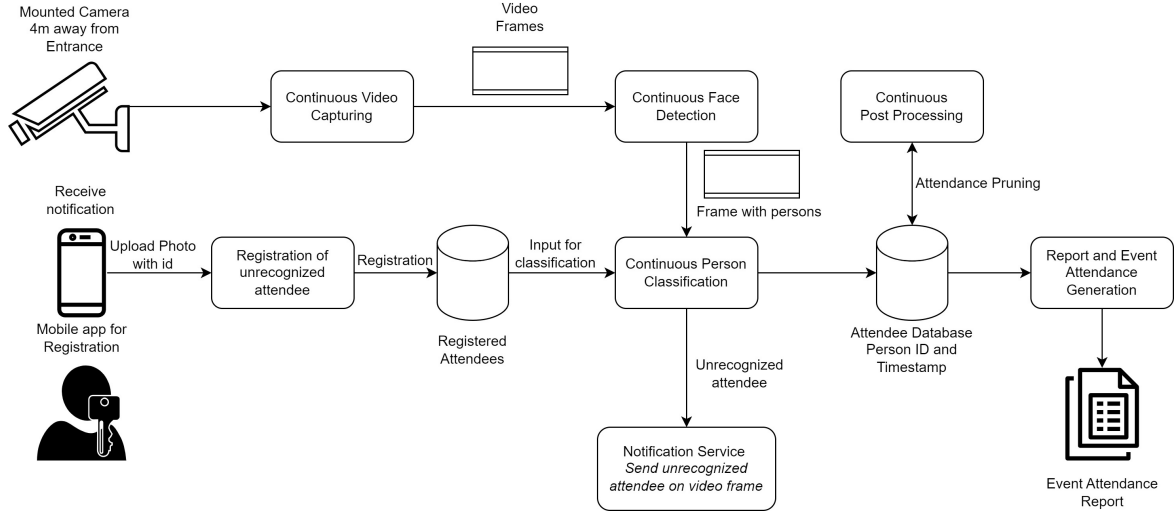 Mounted Camera
4m away from
Entrance
Video
Frames
Continuous Video
Capturing
Continuous Face
Detection
Continuous
Post Processing
Frame with persons
Attendance Pruning
Receive
notification
Upload Photo
with id
Registration of
unrecognized
attendee
Registration
Input for
classification
Continuous Person
Classification
Report and Event
Attendance
Generation
Mobile app for
Registration
Registered
Attendees
Attendee Database
Person ID and
Timestamp
Unrecognized
attendee
Notification Service
Send unrecognized
attendee on video frame
Event Attendance
Report